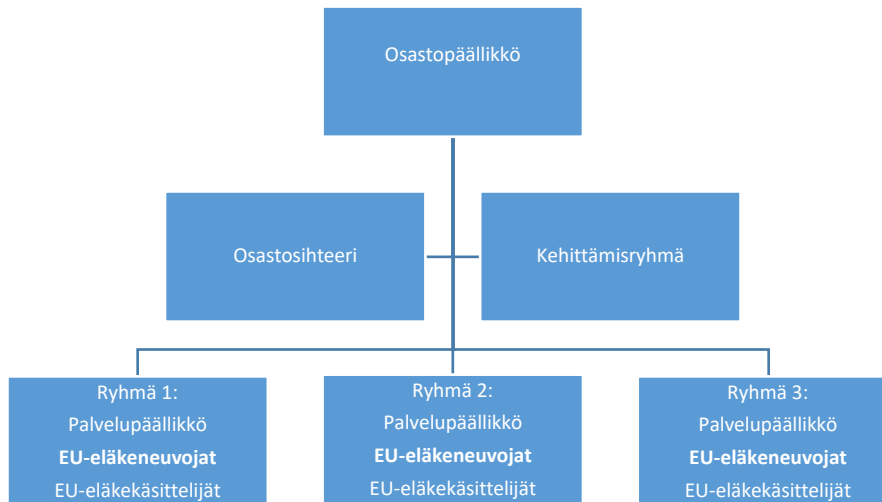 Osastopäällikkö
Osastosihteeri
Kehittämisryhmä
Ryhmä 1:
Palvelupäällikkö
EU-eläkeneuvojat
EU-eläkekäsittelijät
Ryhmä 2:
Palvelupäällikkö
EU-eläkeneuvojat
EU-eläkekäsittelijät
Ryhmä 3:
Palvelupäällikkö
EU-eläkeneuvojat
EU-eläkekäsittelijät